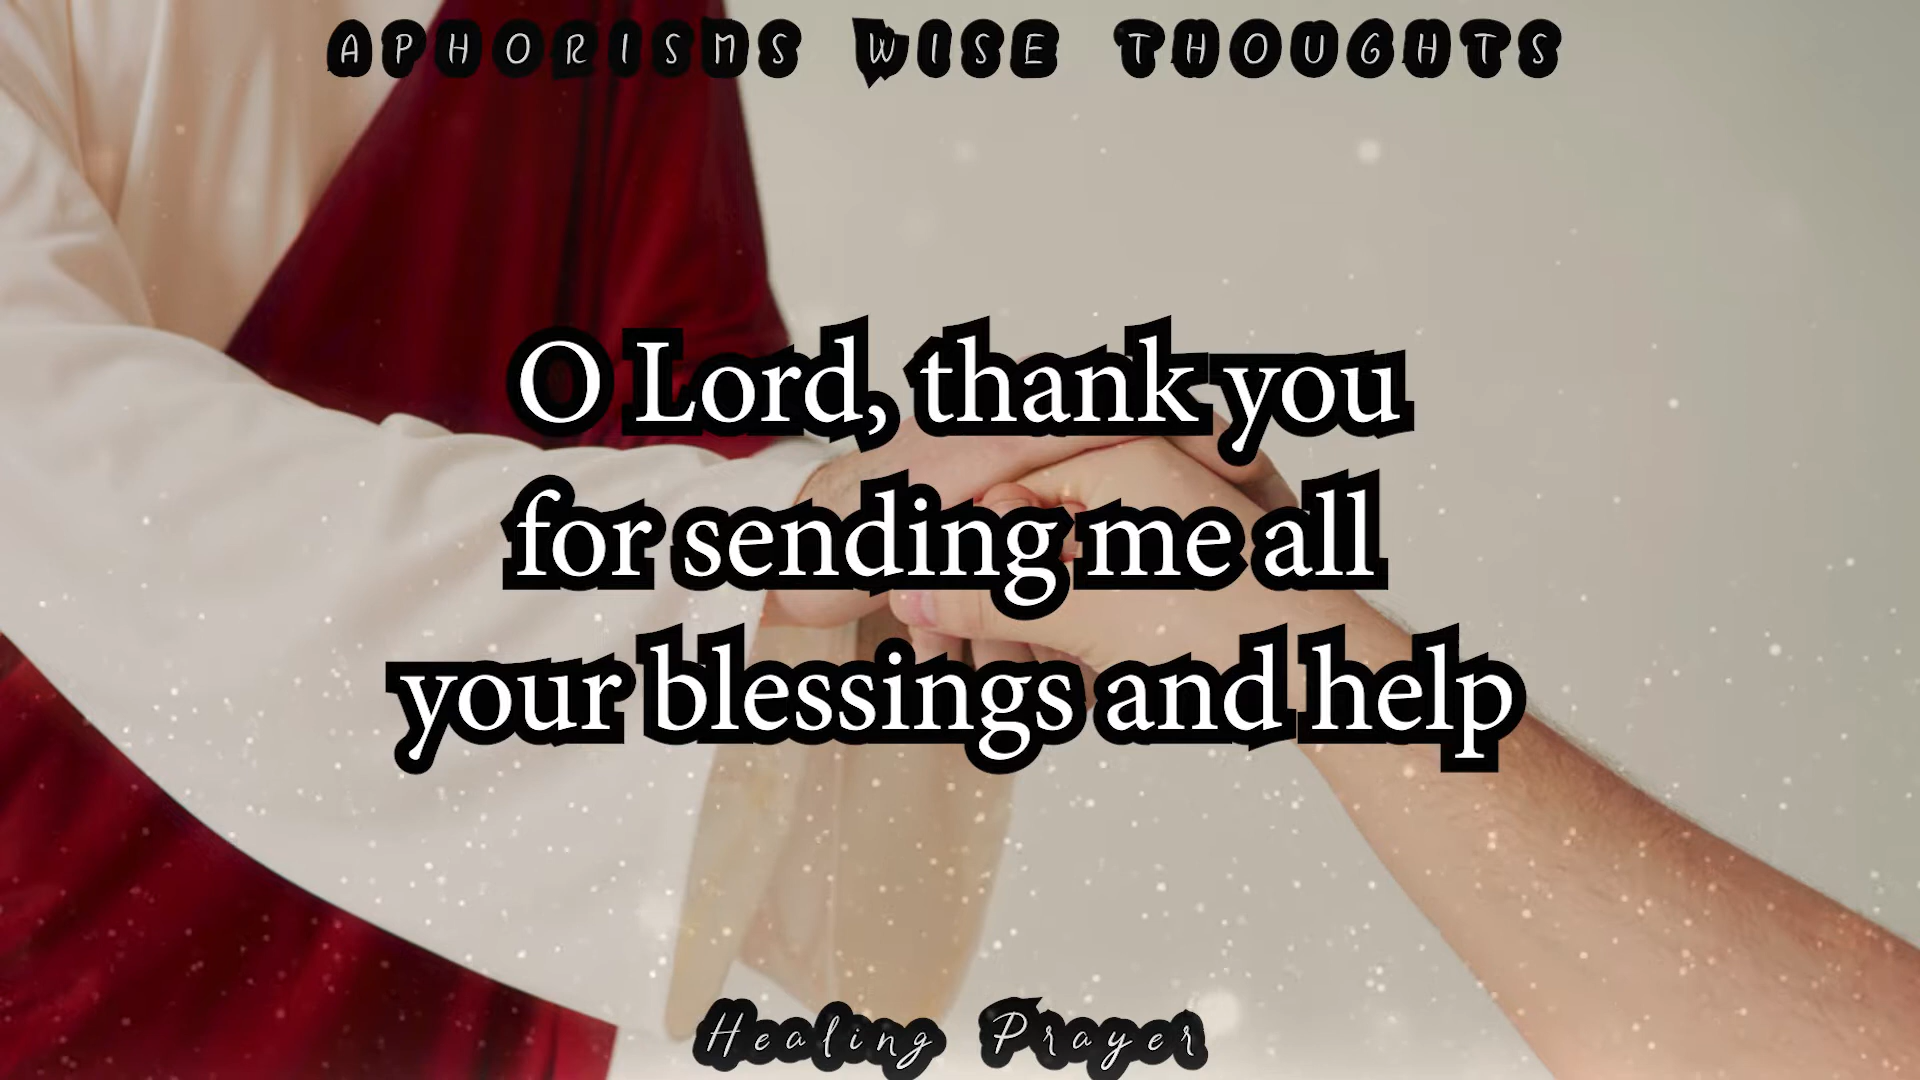 APHORISMS WISE THOUGHTS
O Lord, thank you
for sending me all
your blessings and help
Healing Prayer